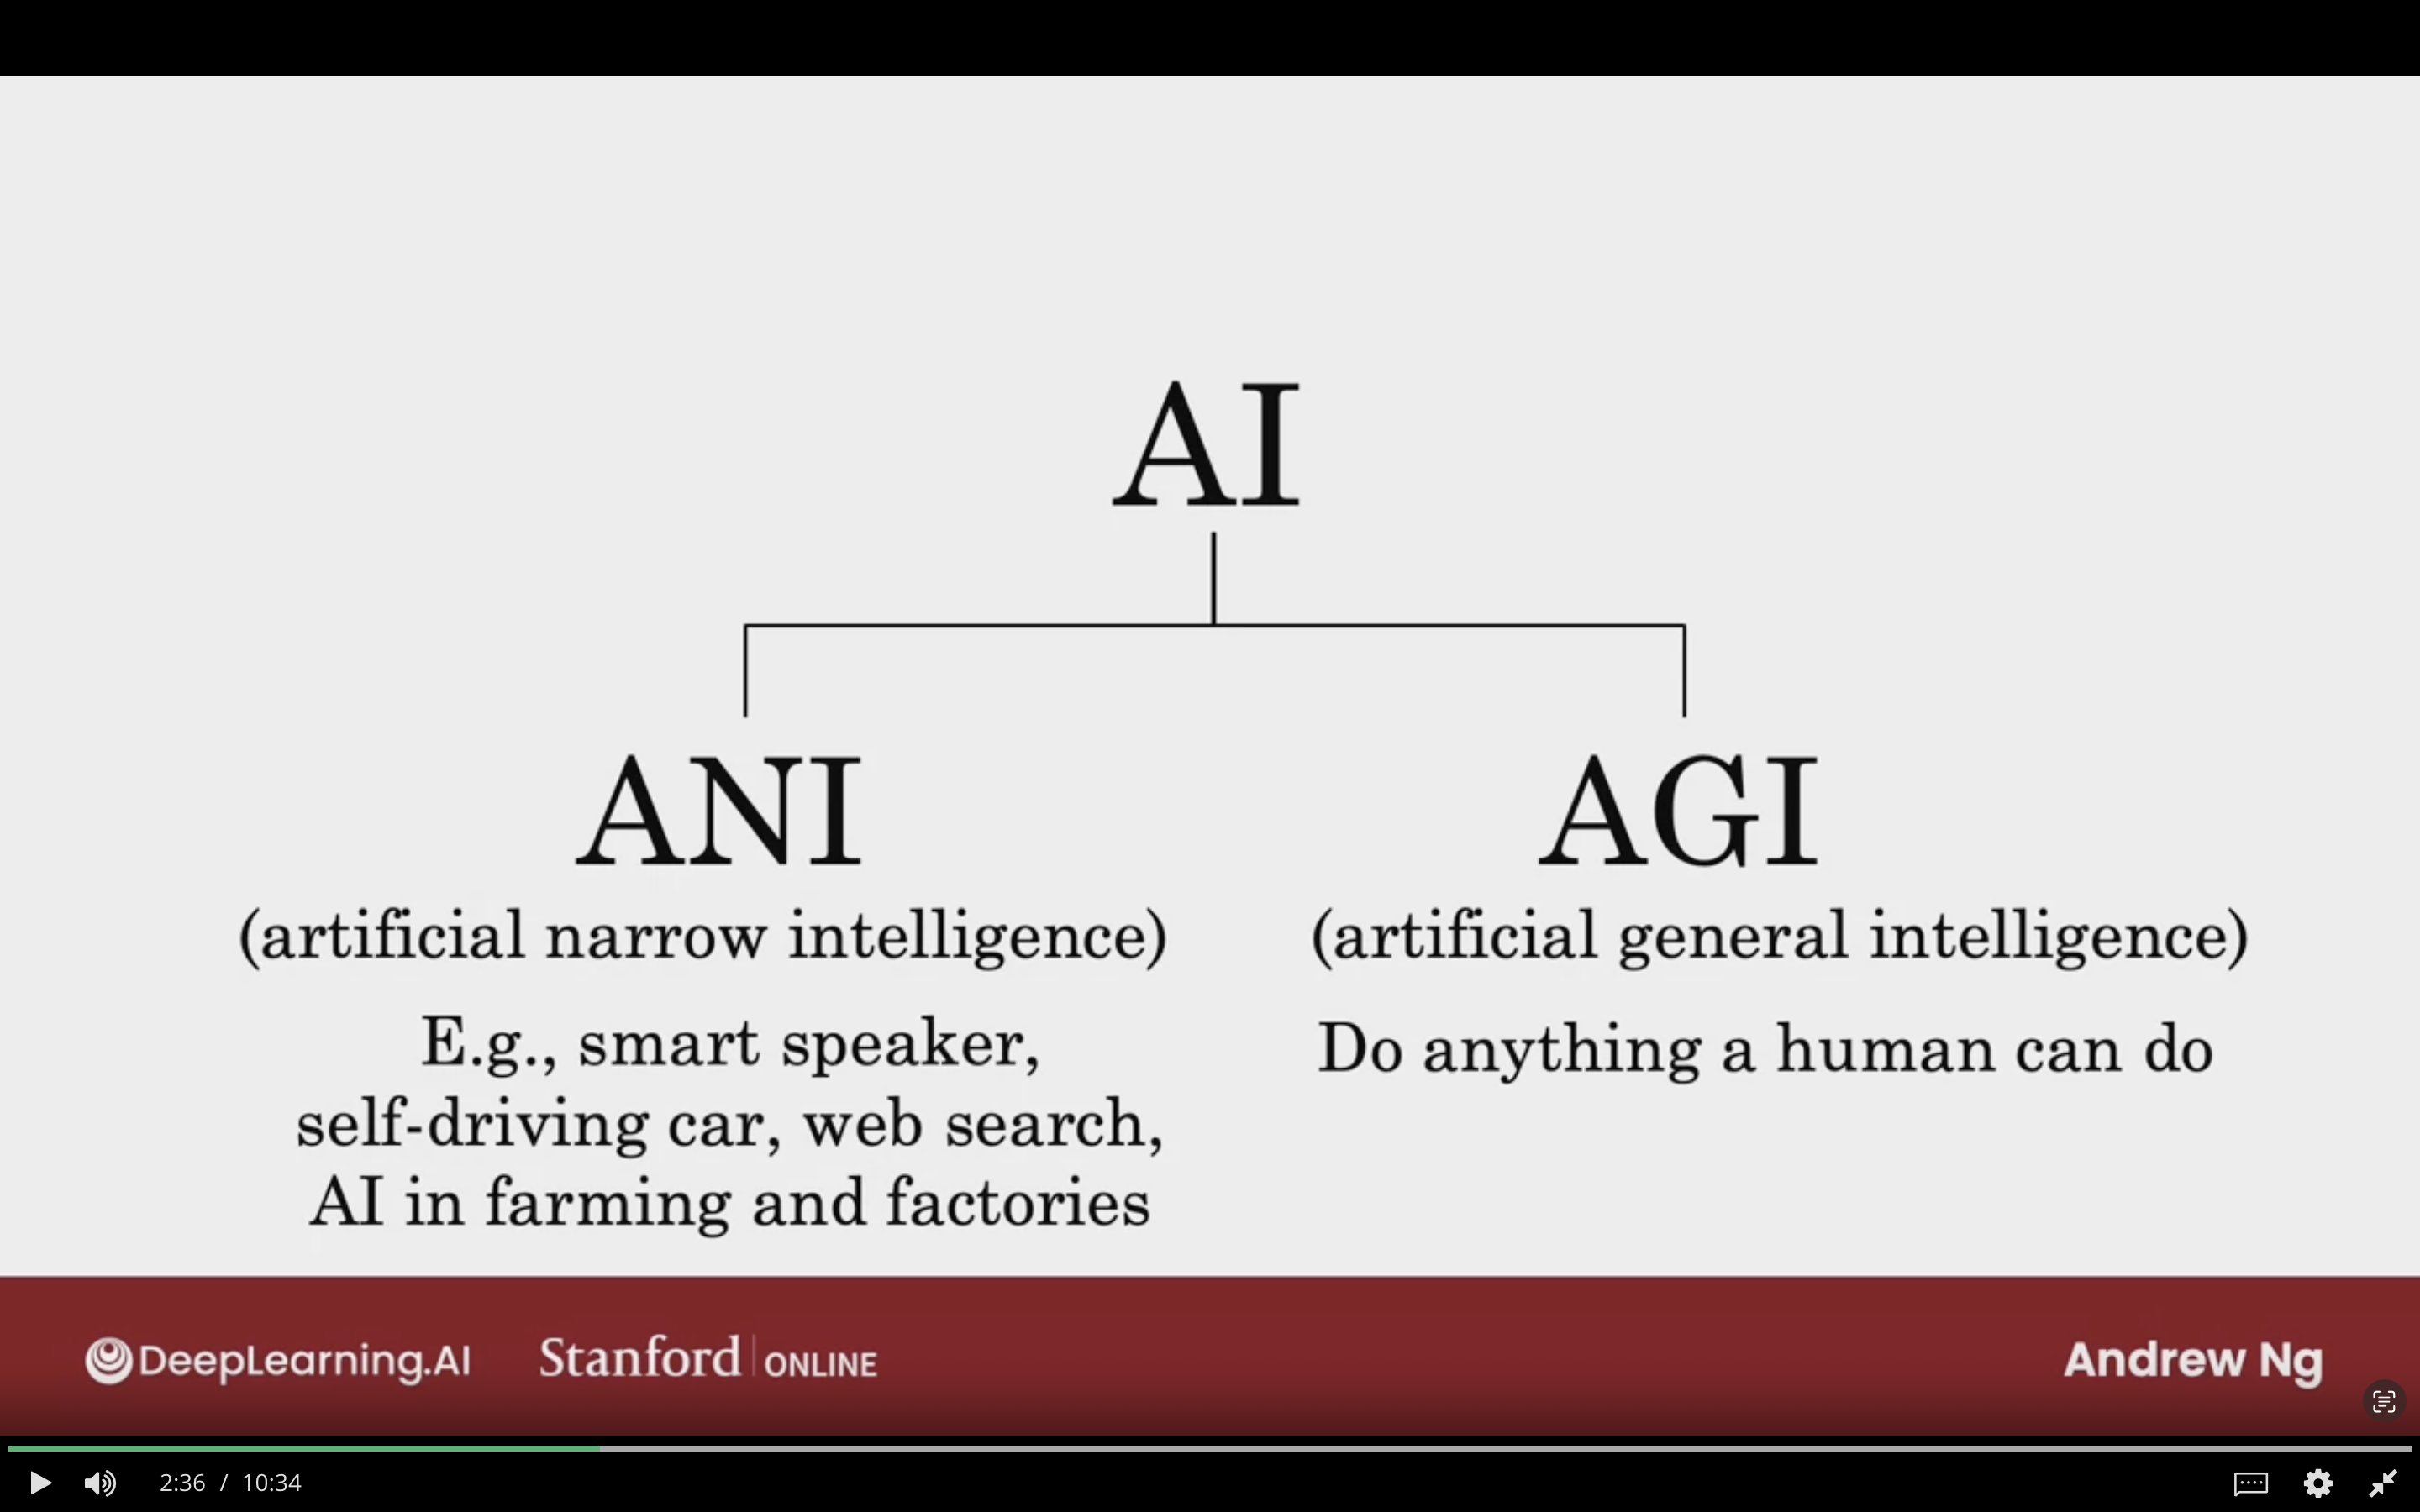 AI
ANI
(artificial narrow intelligence)
E.g., smart speaker,
self-driving car, web search,
AI in farming and factories
AGI
(artificial general intelligence)
Do anything a human can do
DeepLearning.AI
Stanford | ONLINE
Andrew Ng
2:36 / 10:34